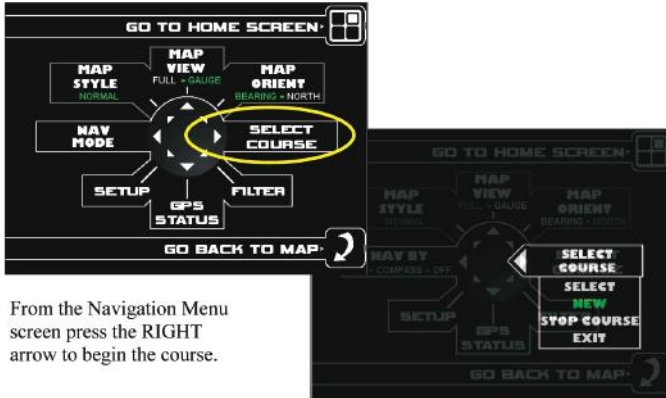 GO TO HOME SCREEN
MAP
VIEW
FULL - GAUGE
MAP
STYLE
NORMAL
MAP
ORIENT
BEARING - NORTH
NAV
MODE
SELECT
COURSE
SETUP
FILTER
GPS
STATUS
GO BACK TO MAP
From the Navigation Menu
screen press the RIGHT
arrow to begin the course.
GO TO HOME SCREEN
MAP
VIEW
FULL - GAUGE
MAP
STYLE
NORMAL
MAP
ORIENT
BEARING - NORTH
NAV BY
- COMPASS - OFF
SELECT
COURSE
SELECT
NEW
STOP COURSE
EXIT
SETUP
GPS
STATUS
GO BACK TO MAP